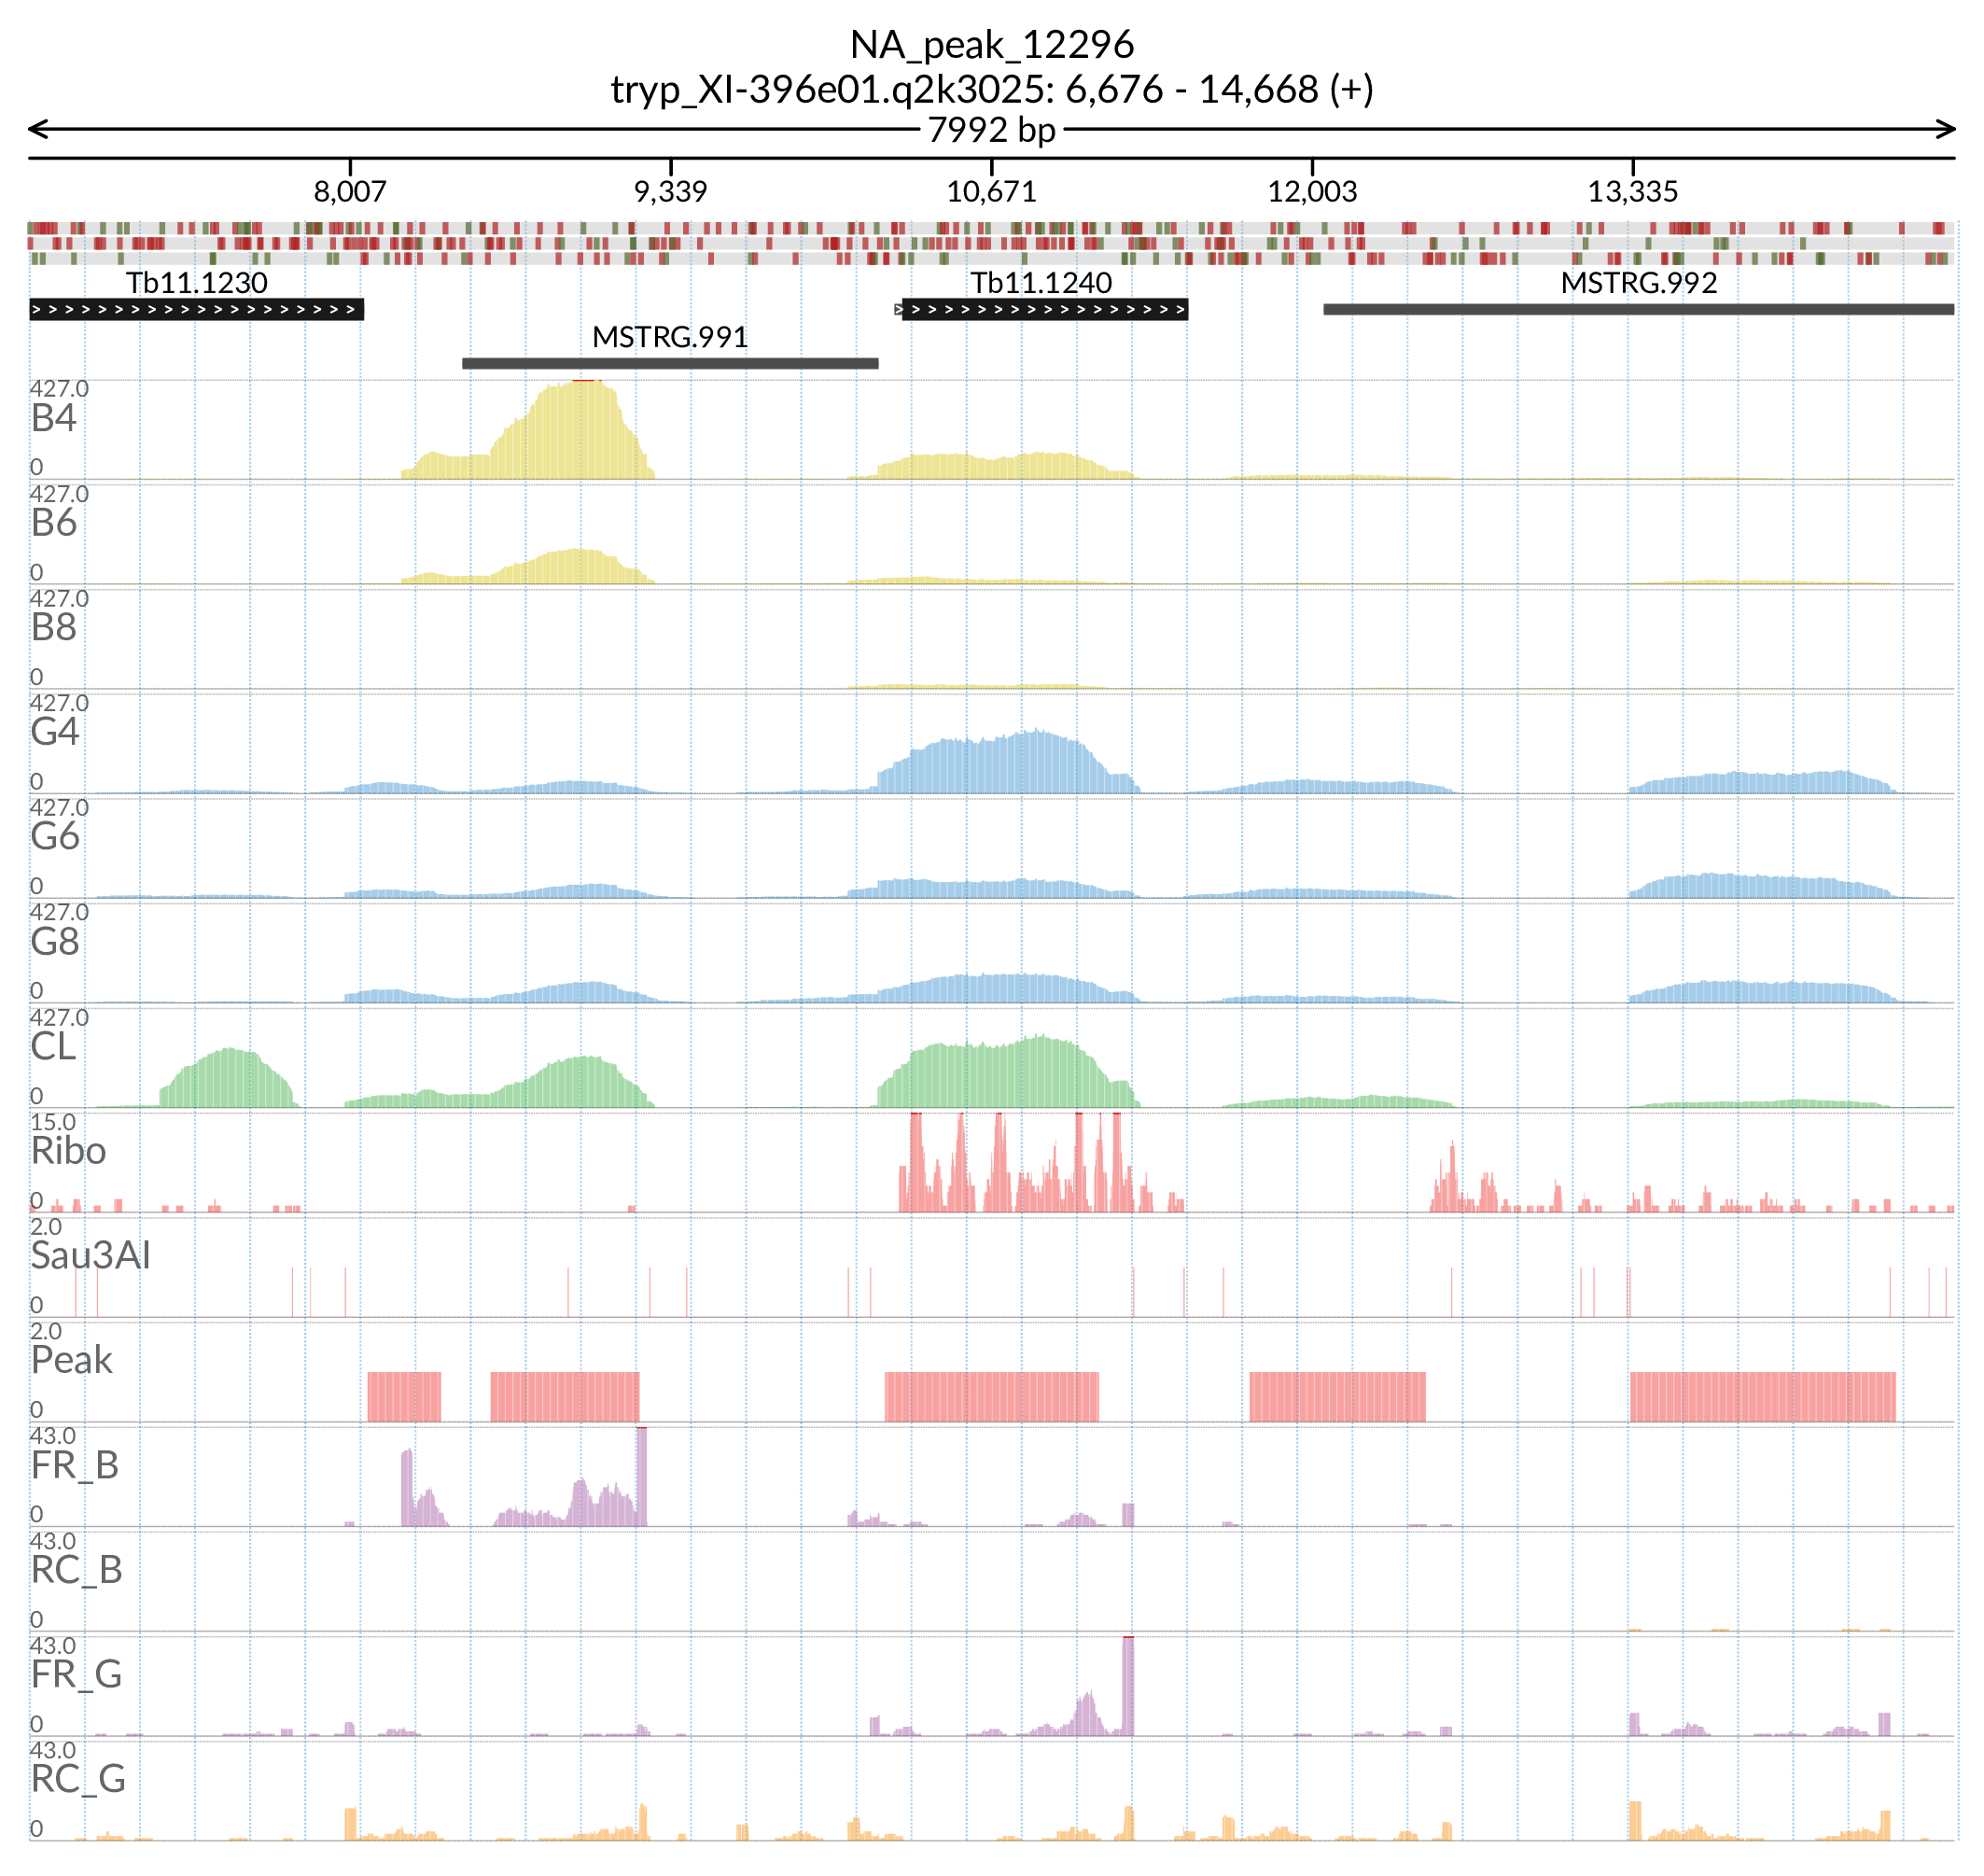 NA_peak_12296
tryp_XI-396e01.q2k3025: 6,676 - 14,668 (+)
7992 bp
8,007 9,339 10,671 12,003 13,335
Tb11.1230 Tb11.1240 MSTRG.992
MSTRG.991
427.0
B4
0
427.0
B6
0
427.0
B8
0
427.0
G4
0
427.0
G6
0
427.0
G8
0
427.0
CL
0
15.0
Ribo
0
2.0
Sau3AI
0
2.0
Peak
0
43.0
FR_B
0
43.0
RC_B
0
43.0
FR_G
0
43.0
RC_G
0